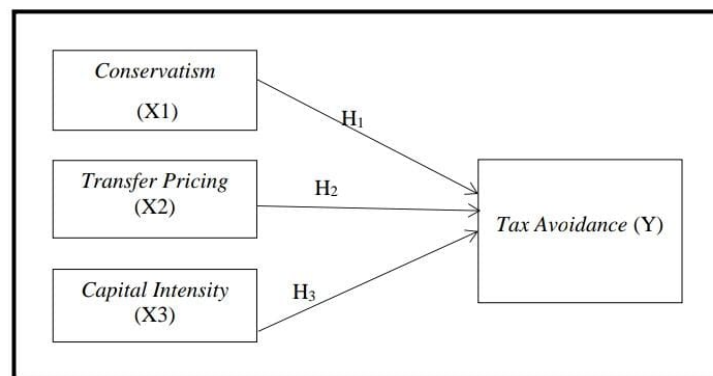 Conservatism
(X1)
H₁
Transfer Pricing
(X2)
H₂
Tax Avoidance (Y)
Capital Intensity
(X3)
H₃